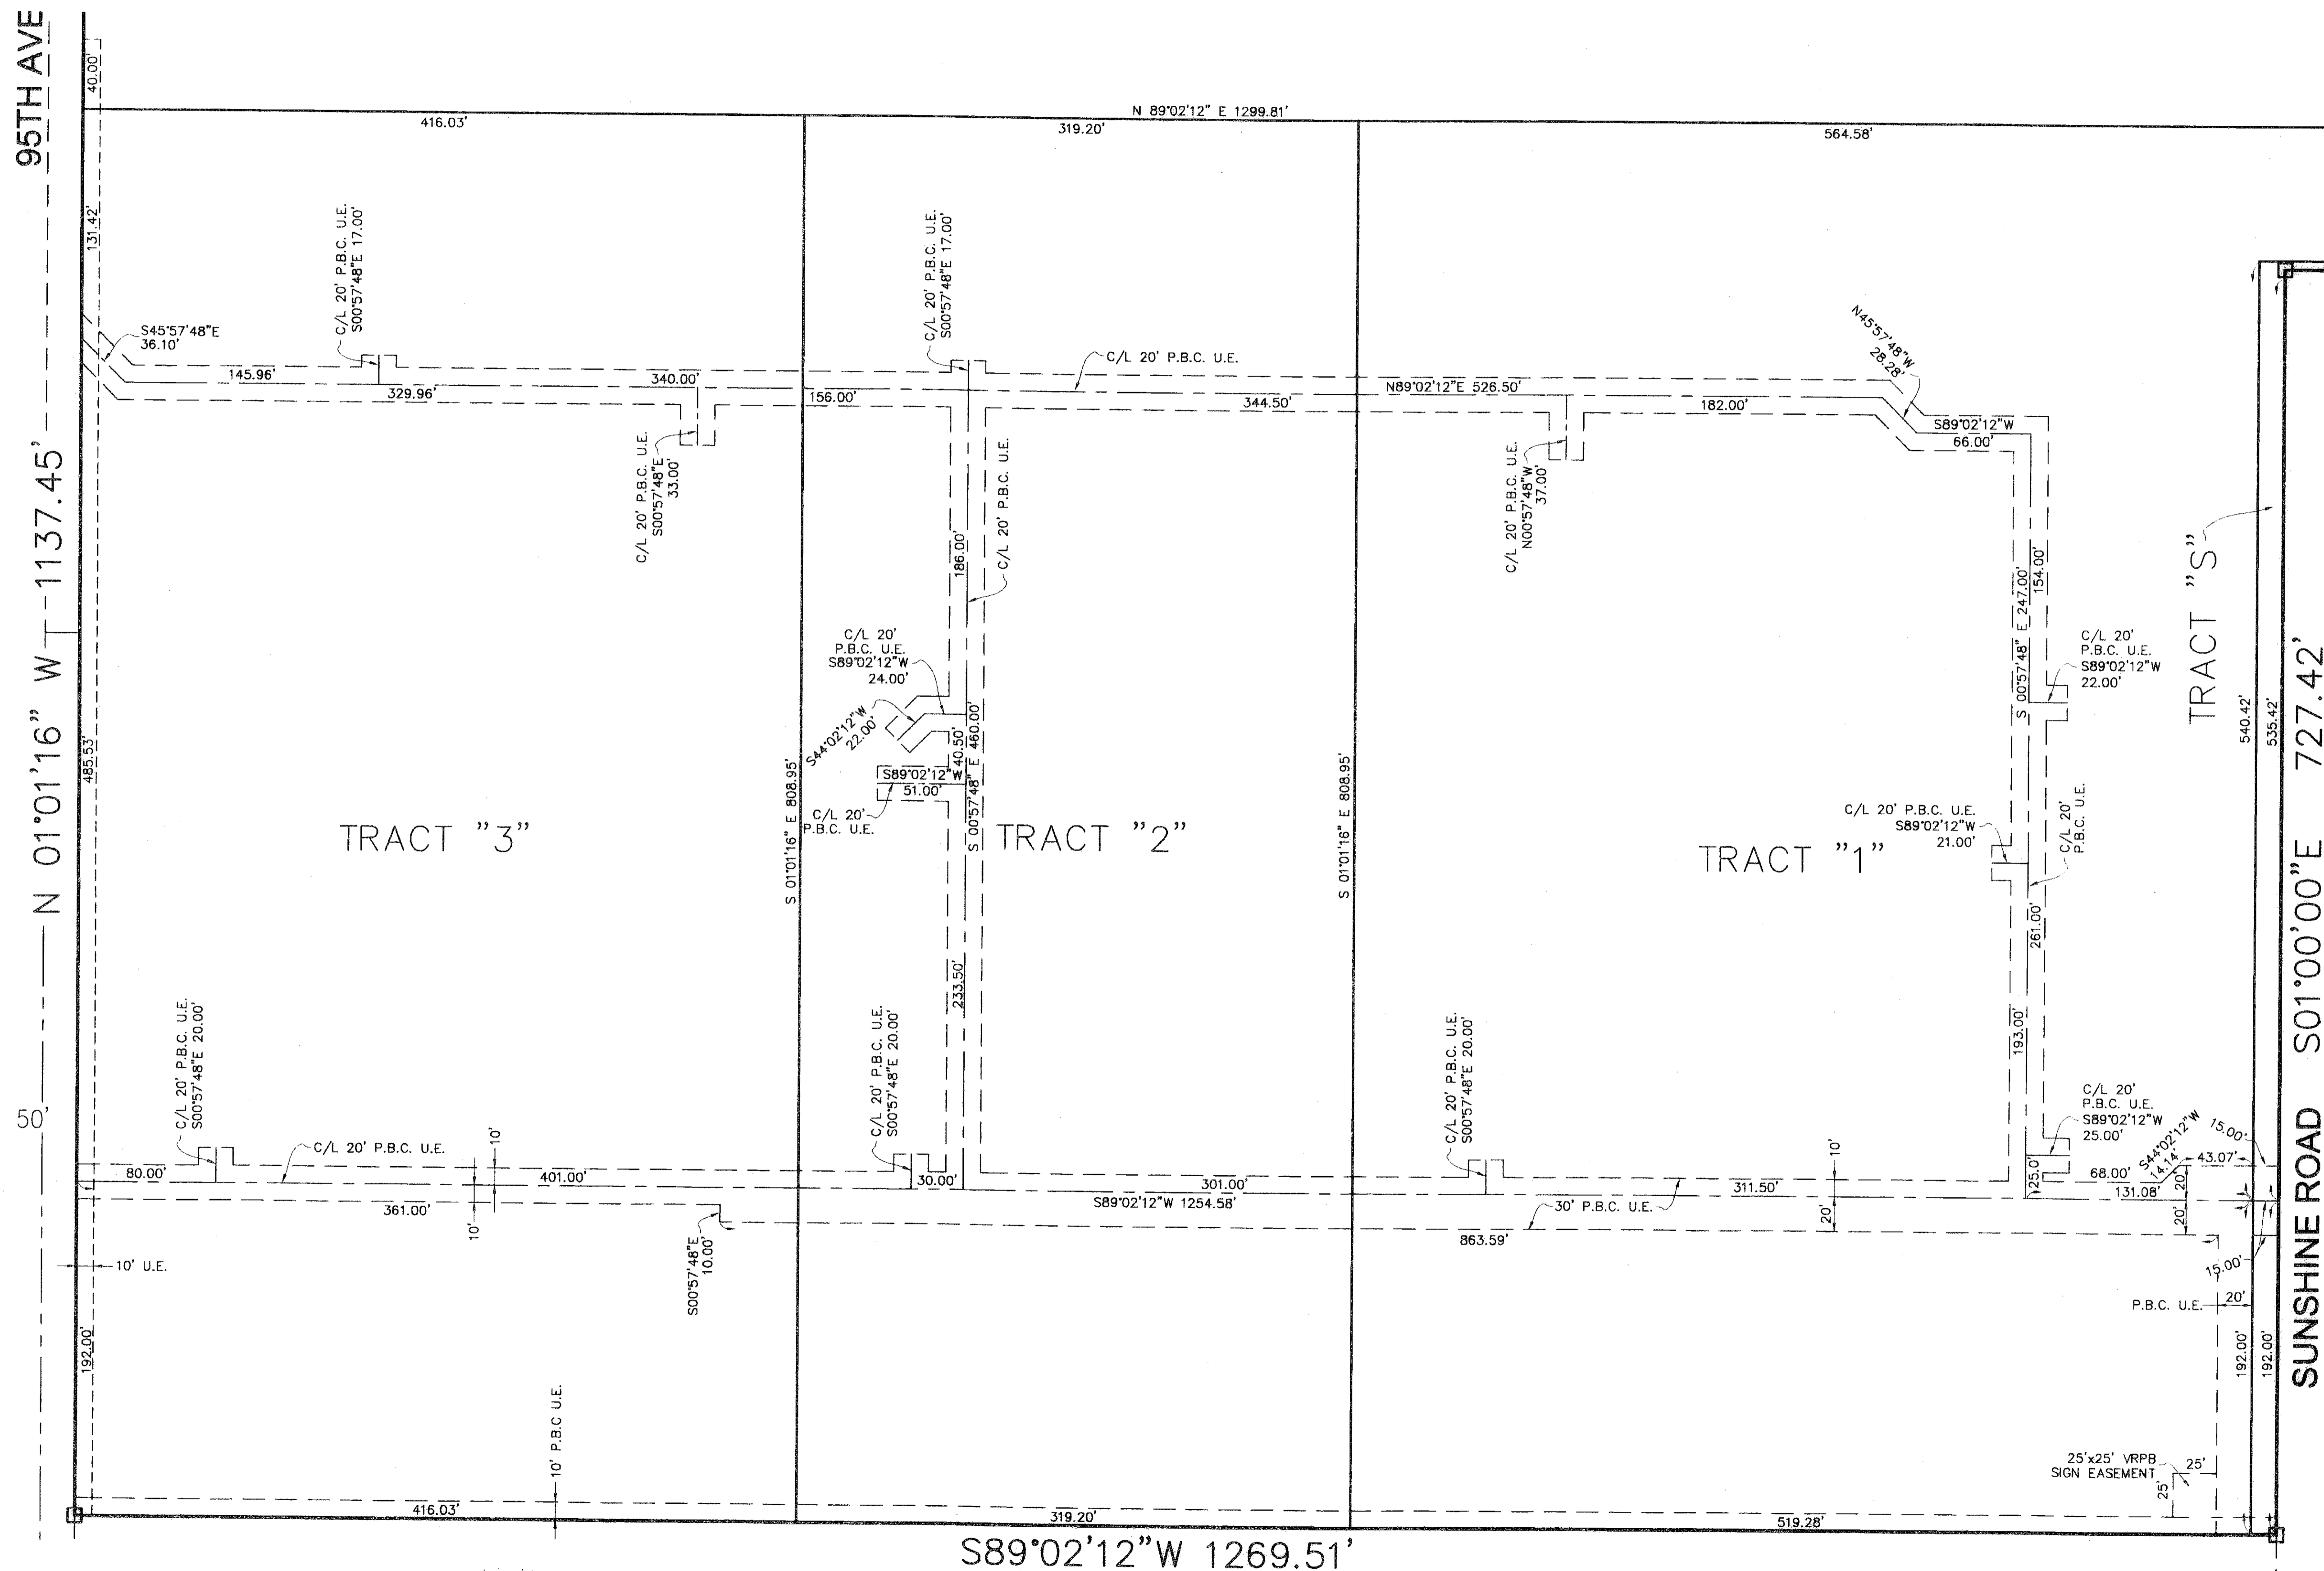 95TH AVE
40.00'
N 89°02'12" E 1299.81'
416.03'
319.20'
564.58'
131.42'
C/L 20' P.B.C. U.E.
S00°57'48"E 17.00'
C/L 20' P.B.C. U.E.
S00°57'48"E 17.00'
S45°57'48"E
36.10'
145.96'
329.96'
340.00'
156.00'
C/L 20' P.B.C. U.E.
N89°02'12"E 526.50'
344.50'
182.00'
N45°57'48"W
28.28'
S89°02'12"W
66.00'
C/L 20' P.B.C. U.E.
S00°57'48"E
33.00'
C/L 20' P.B.C. U.E.
C/L 20' P.B.C. U.E.
N00°57'48"W
37.00'
N 01°01'16" W 1137.45'
485.53'
186.00'
C/L 20'
P.B.C. U.E.
S89°02'12"W
24.00'
S44°02'12"W
22.00'
40.50'
S 00°57'48" E 460.00'
S89°02'12"W
51.00'
C/L 20'
P.B.C. U.E.
S 01°01'16" E 808.95'
S 01°01'16" E 808.95'
TRACT "3"
TRACT "2"
TRACT "1"
TRACT "S"
S 00°57'48" E 247.00'
154.00'
C/L 20'
P.B.C. U.E.
S89°02'12"W
22.00'
C/L 20' P.B.C. U.E.
S89°02'12"W
21.00'
C/L 20'
P.B.C. U.E.
261.00'
193.00'
540.42'
535.42'
S01°00'00"E 727.42'
SUNSHINE ROAD
233.50'
C/L 20' P.B.C. U.E.
S00°57'48"E 20.00'
C/L 20' P.B.C. U.E.
S00°57'48"E 20.00'
C/L 20' P.B.C. U.E.
S00°57'48"E 20.00'
50'
C/L 20' P.B.C. U.E.
10'
80.00'
401.00'
30.00'
301.00'
311.50'
10'
361.00'
10'
S89°02'12"W 1254.58'
C/L 20'
P.B.C. U.E.
S89°02'12"W
25.00'
S44°02'12"W
14.14'
15.00'
43.07'
25.0'
68.00'
131.08'
20'
20'
30' P.B.C. U.E.
20'
863.59'
S00°57'48"E
10.00'
15.00'
10' U.E.
P.B.C. U.E.
20'
192.00'
192.00'
192.00'
10' P.B.C U.E.
25'x25' VRPB
SIGN EASEMENT
25'
25'
416.03'
319.20'
519.28'
S89°02'12"W 1269.51'